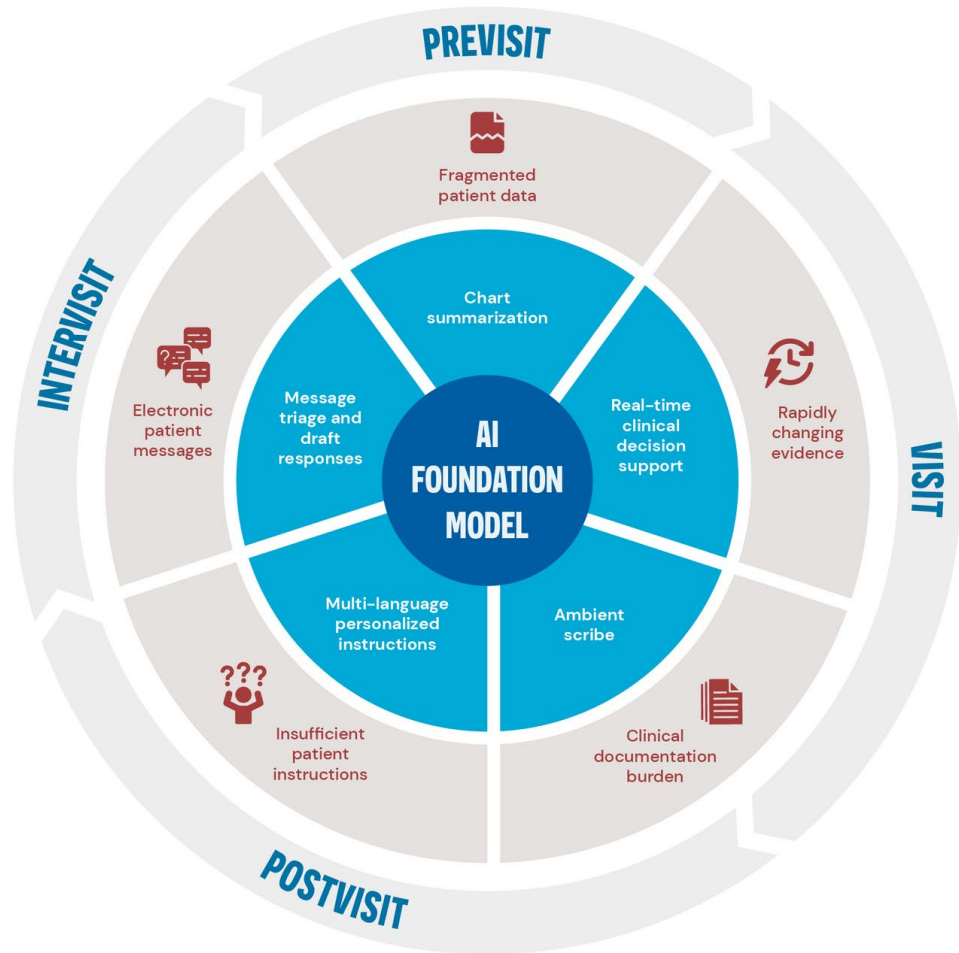 PREVISIT
Fragmented
patient data
Chart
summarization
INTERVISIT
Electronic
patient
messages
Message
triage and
draft
responses
AI
FOUNDATION
MODEL
Real-time
clinical
decision
support
Rapidly
changing
evidence
VISIT
Multi-language
personalized
instructions
Ambient
scribe
???
Insufficient
patient
instructions
Clinical
documentation
burden
POSTVISIT
?